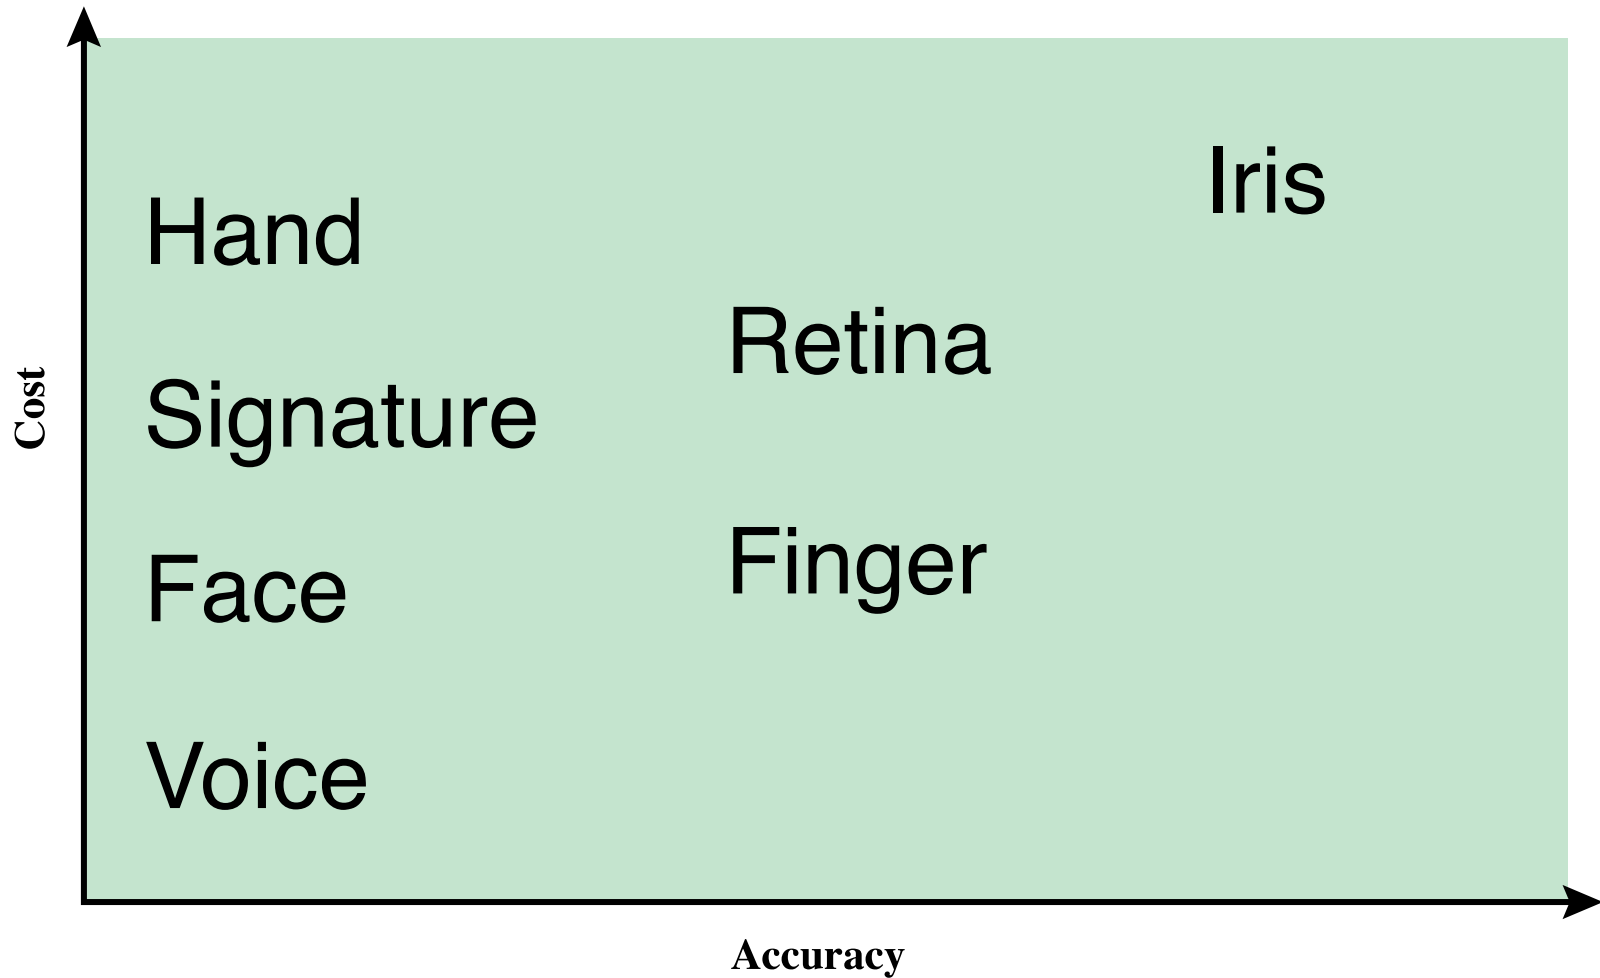 Iris
Hand
Retina
Signature
Finger
Face
Voice
Cost
Accuracy